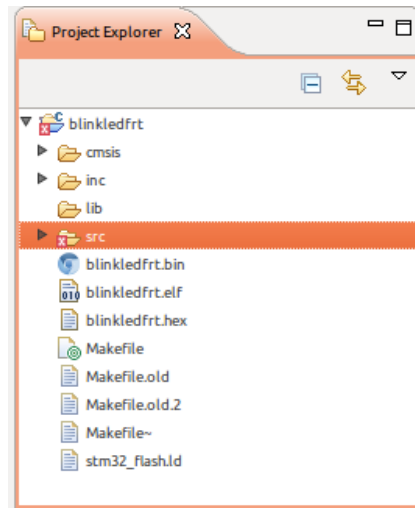 Project Explorer
blinkledfrt
cmsis
inc
lib
src
blinkledfrt.bin
blinkledfrt.elf
blinkledfrt.hex
Makefile
Makefile.old
Makefile.old.2
Makefile~
stm32_flash.ld